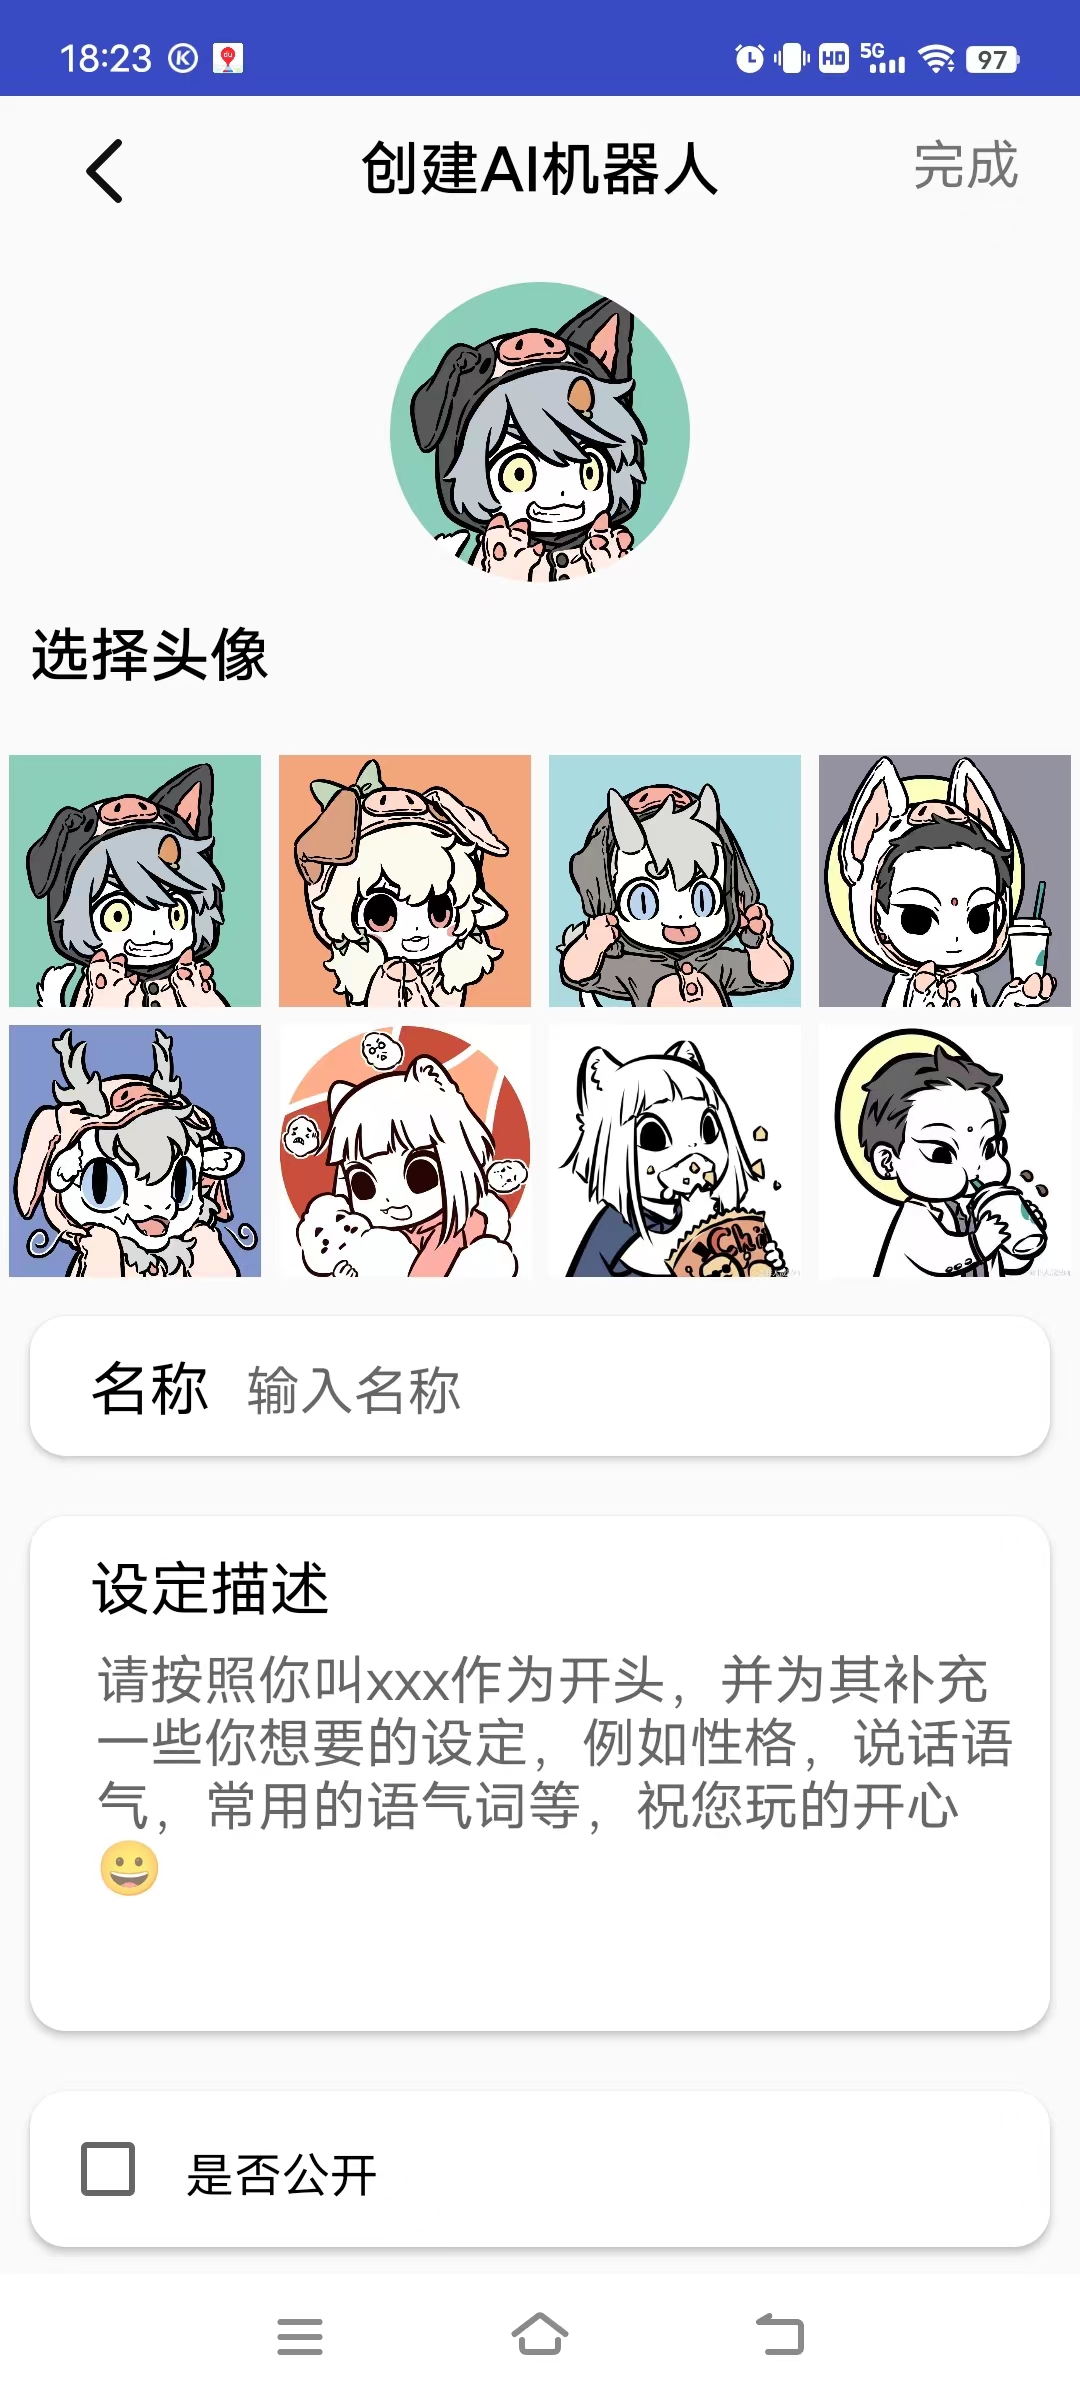 18:23
HD 5G 97
创建AI机器人
完成
选择头像
Chi
名称 输入名称
设定描述
请按照你叫xxx作为开头，并为其补充
一些你想要的设定，例如性格，说话语
气，常用的语气词等，祝您玩的开心
😀
是否公开